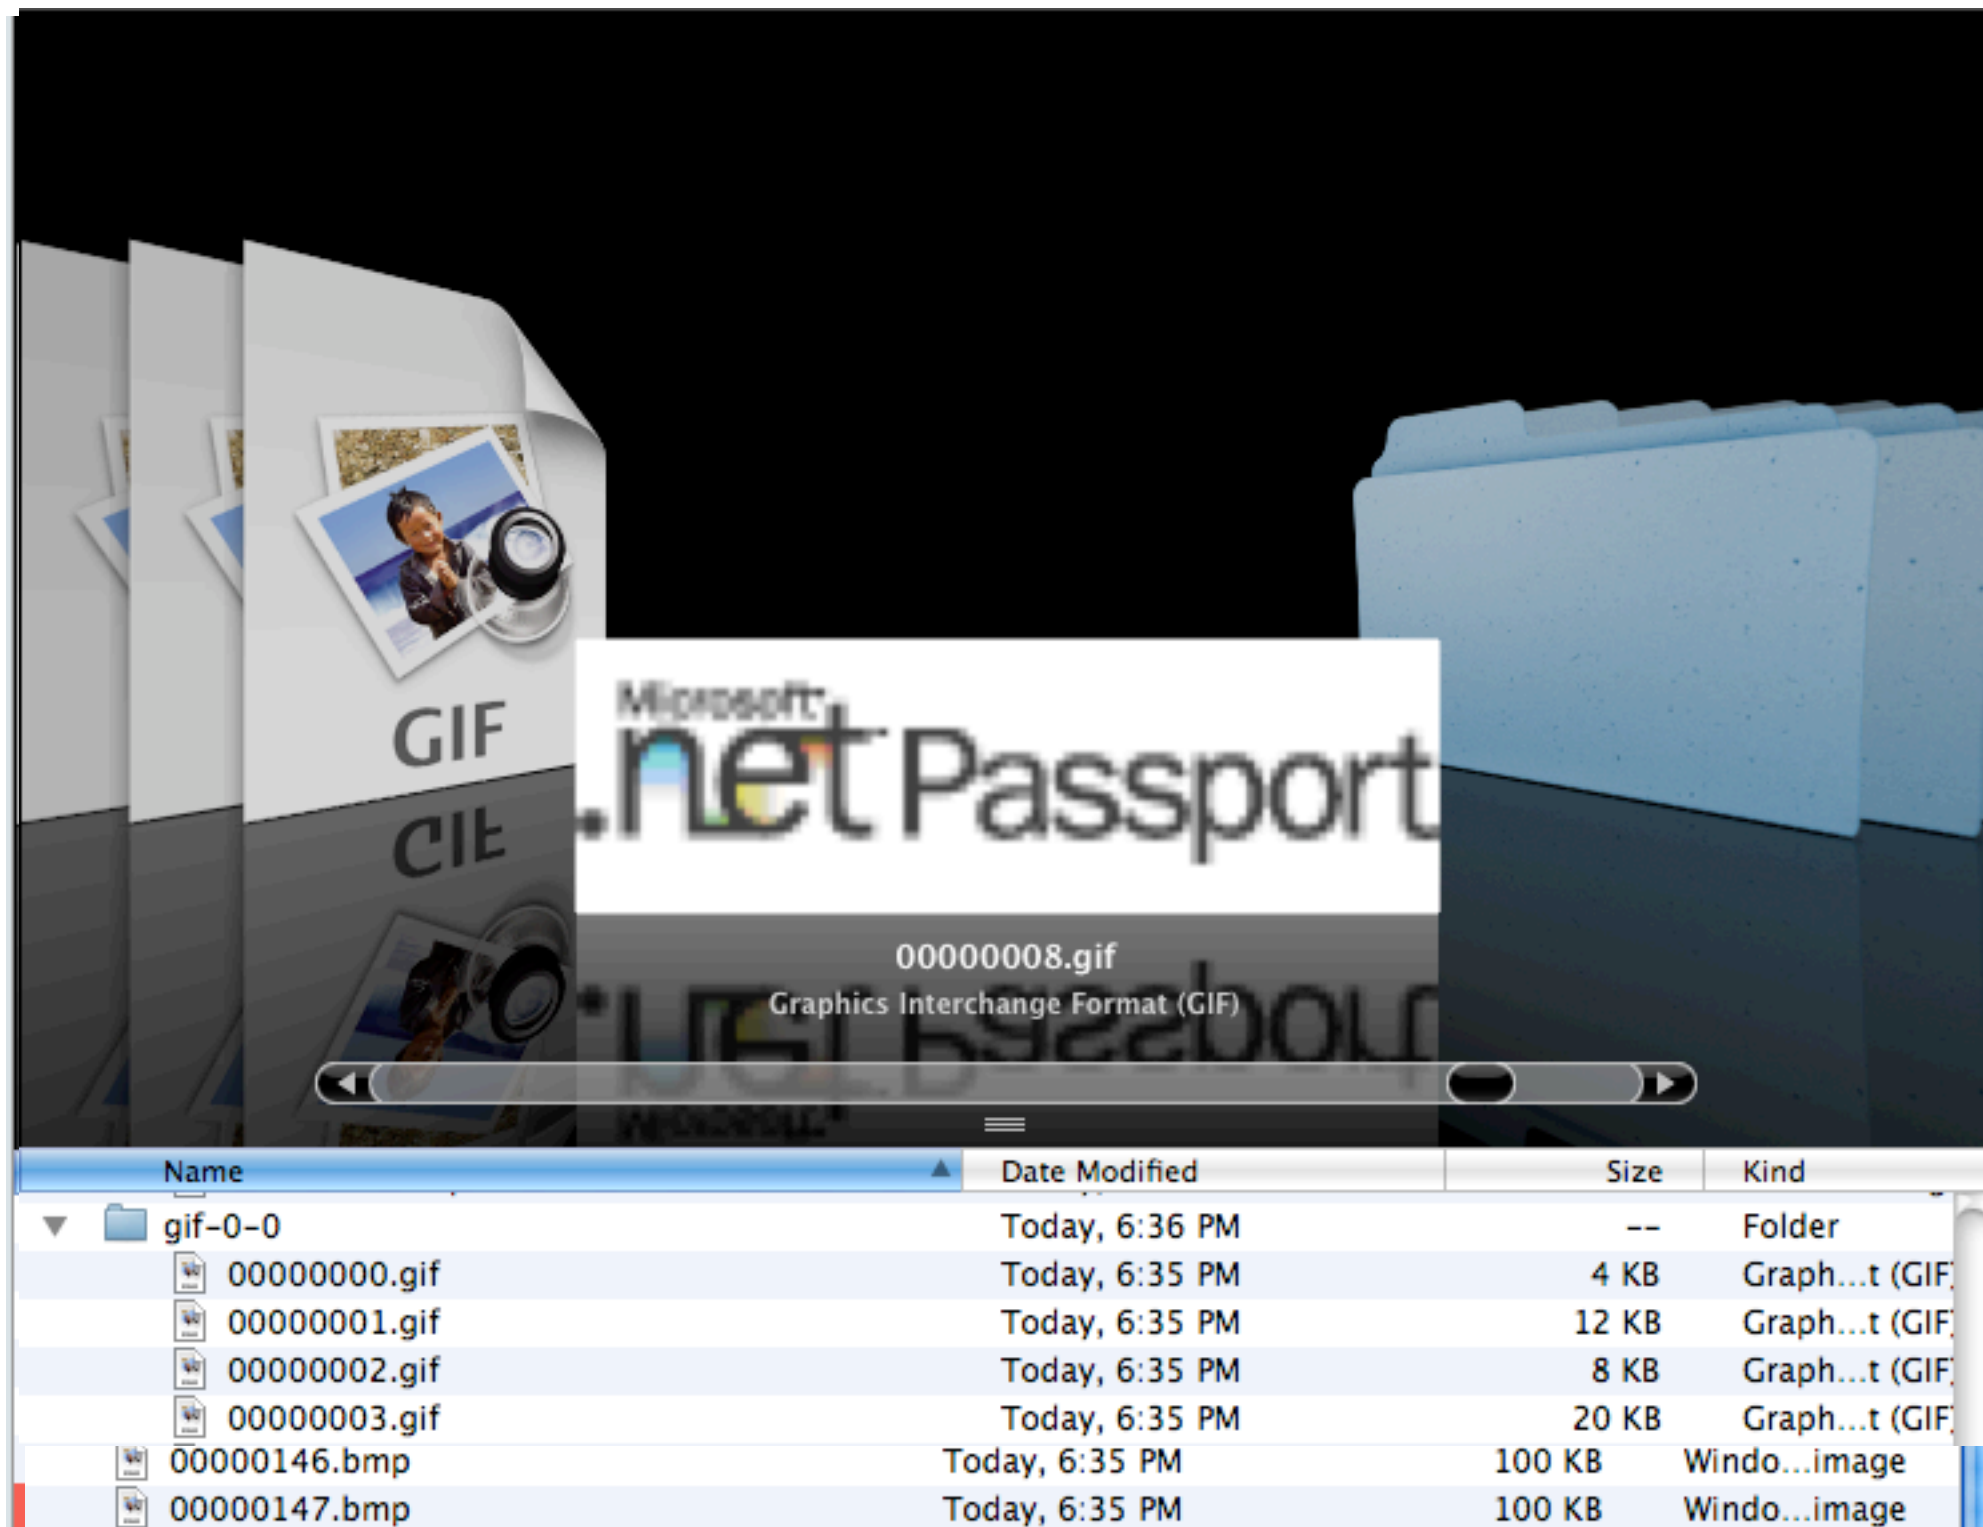 GIF
Microsoft
.net Passport
00000008.gif
Graphics Interchange Format (GIF)
Name Date Modified Size Kind
gif-0-0 Today, 6:36 PM -- Folder
00000000.gif Today, 6:35 PM 4 KB Graph...t (GIF)
00000001.gif Today, 6:35 PM 12 KB Graph...t (GIF)
00000002.gif Today, 6:35 PM 8 KB Graph...t (GIF)
00000003.gif Today, 6:35 PM 20 KB Graph...t (GIF)
00000146.bmp Today, 6:35 PM 100 KB Windo...image
00000147.bmp Today, 6:35 PM 100 KB Windo...image